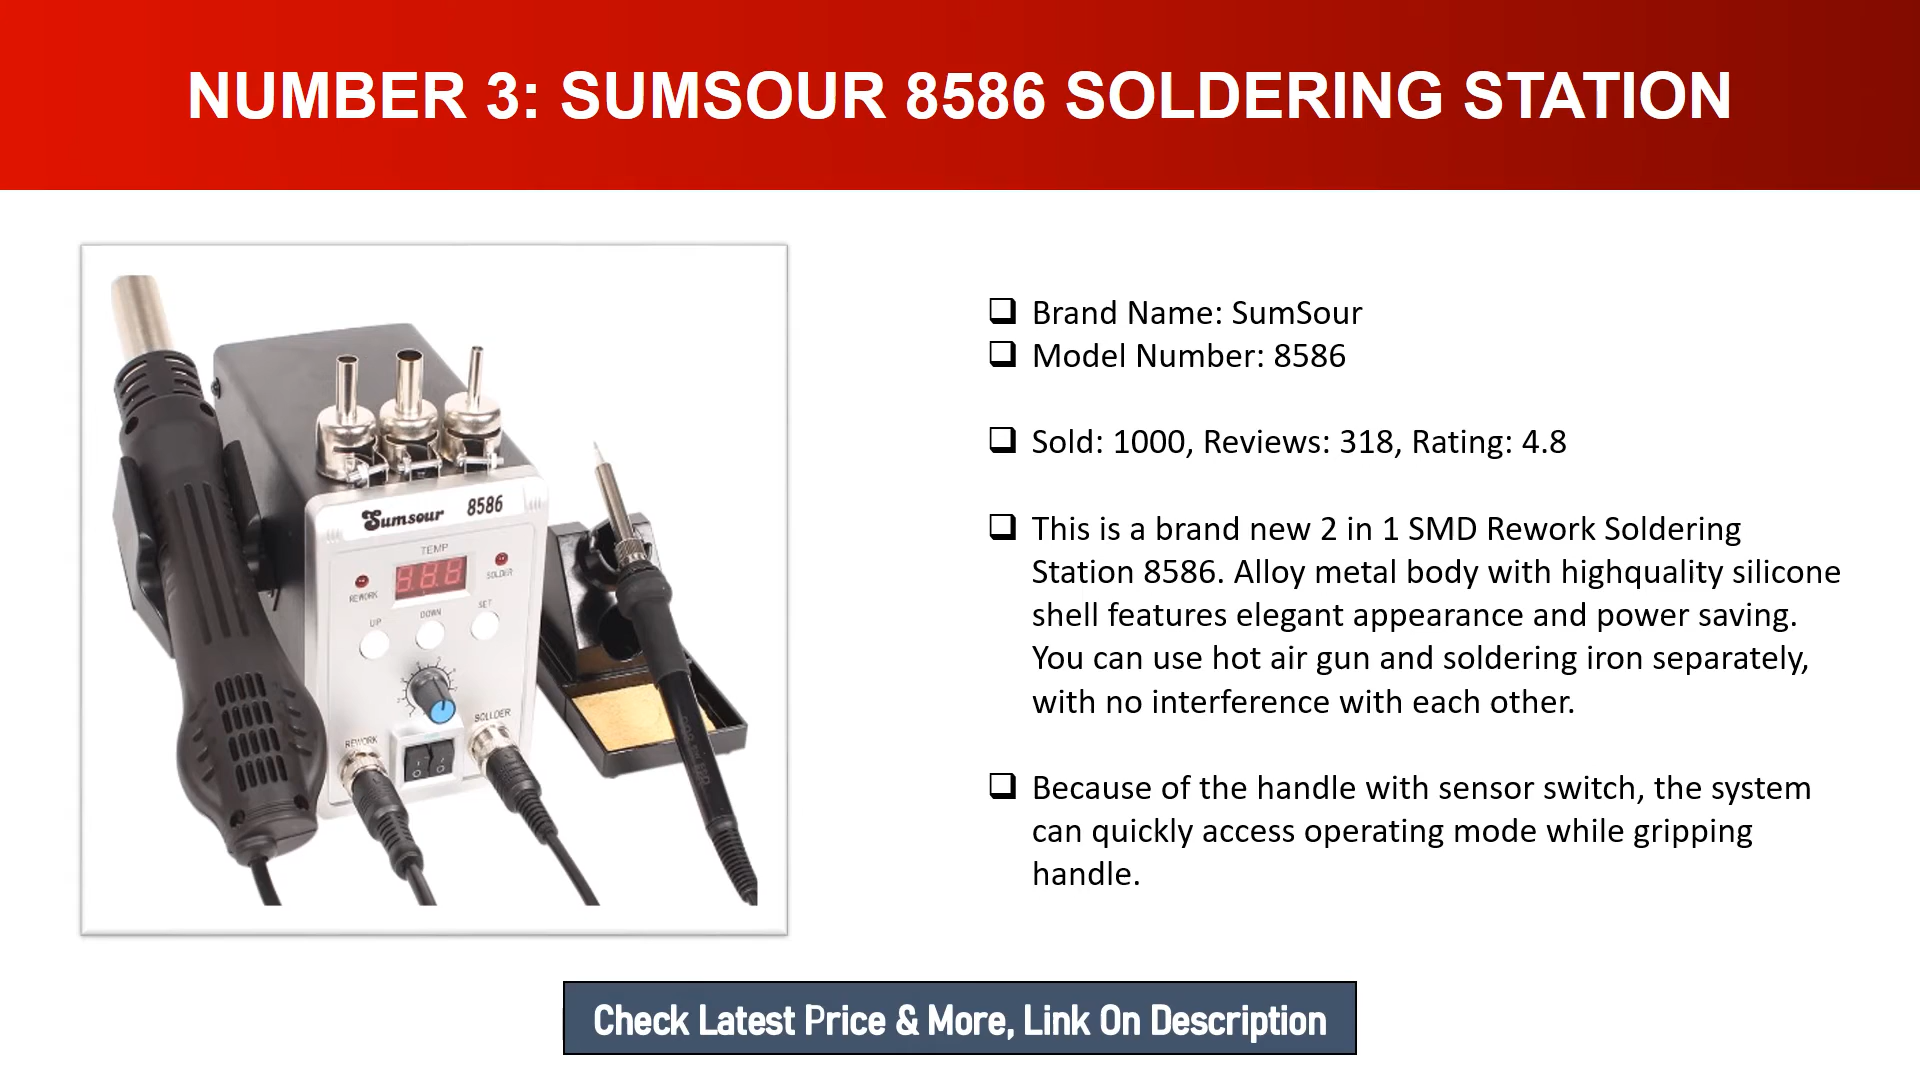 NUMBER 3: SUMSOUR 8586 SOLDERING STATION
Sumsour 8586
TEMP
REWORK
SOLDER
UP
DOWN
SET
REWORK
SOLLDER
Brand Name: SumSour
Model Number: 8586
Sold: 1000, Reviews: 318, Rating: 4.8
This is a brand new 2 in 1 SMD Rework Soldering
Station 8586. Alloy metal body with highquality silicone
shell features elegant appearance and power saving.
You can use hot air gun and soldering iron separately,
with no interference with each other.
Because of the handle with sensor switch, the system
can quickly access operating mode while gripping
handle.
Check Latest Price & More, Link On Description